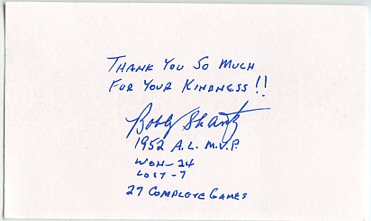 THANK YOU SO MUCH
FOR YOUR KINDNESS!!
Bobby Shantz
1952 A.L. M.V.P.
WON-24
LOST-7
27 COMPLETE GAMES